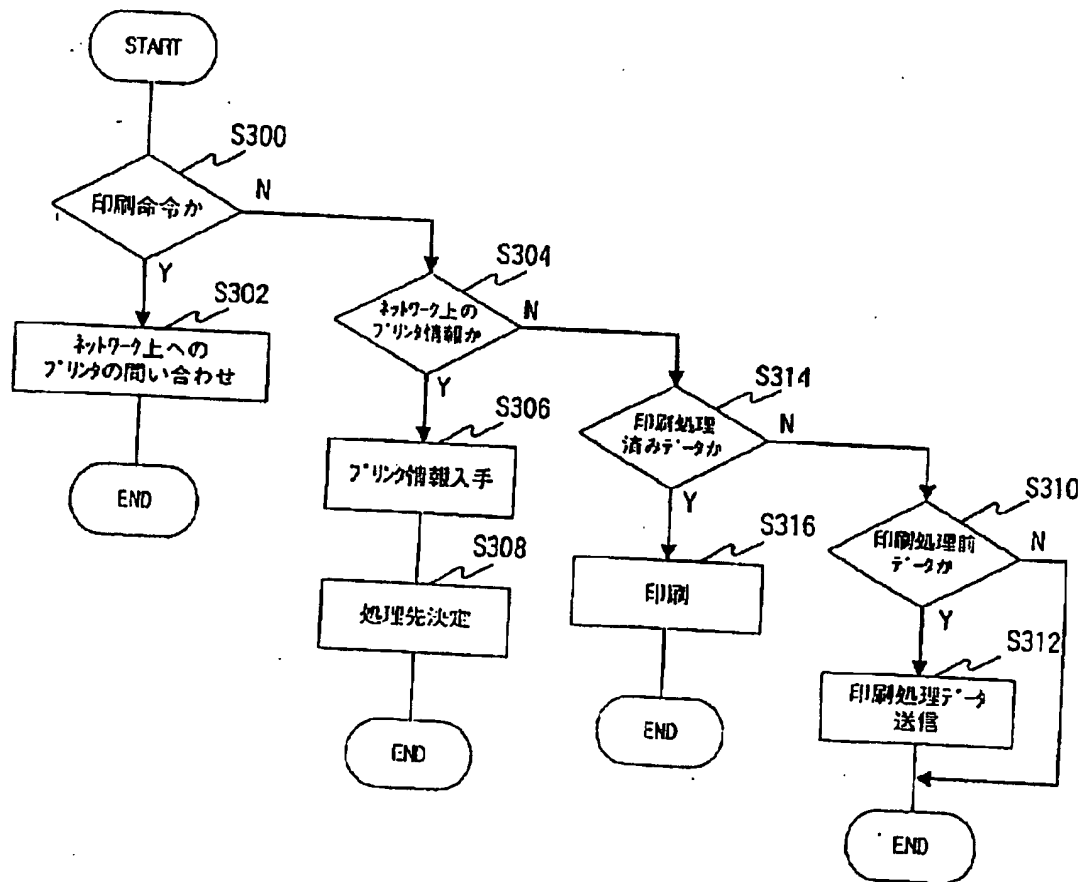 START
S300
印刷命令か
N
Y
S302
ネットワーク上への
プリンタの問い合わせ
END
S304
ネットワーク上の
プリンタ情報か
N
Y
S306
プリンタ情報入手
S308
処理先決定
END
S314
印刷処理
済みデータか
N
Y
S316
印刷
END
S310
印刷処理前
データか
N
Y
S312
印刷処理データ
送信
END